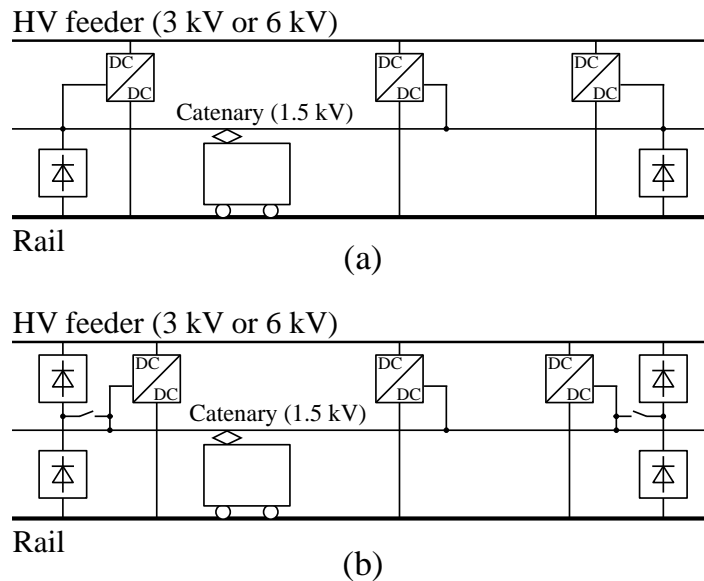 HV feeder (3 kV or 6 kV)
DC
DC
DC
DC
DC
DC
Catenary (1.5 kV)
Rail
(a)
HV feeder (3 kV or 6 kV)
DC
DC
DC
DC
DC
DC
Catenary (1.5 kV)
Rail
(b)